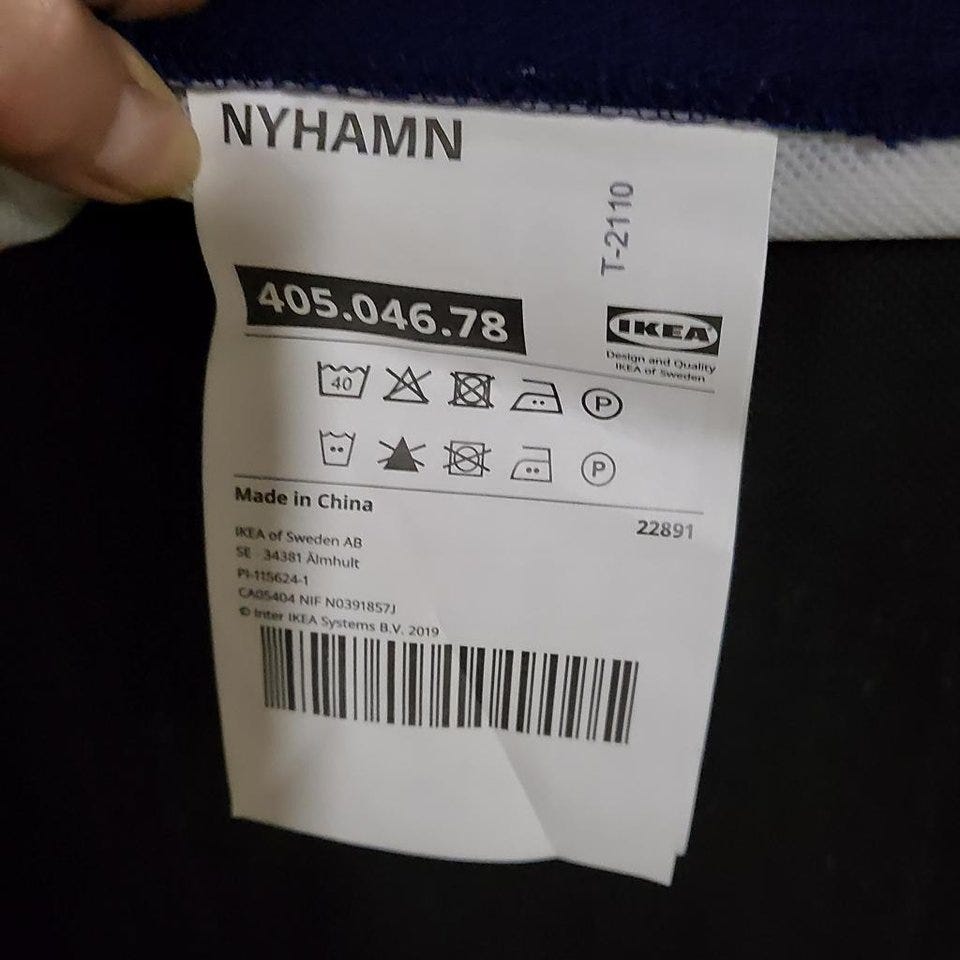 NYHAMN
T-2110
405.046.78
IKEA
Design and Quality
IKEA of Sweden
40
P
P
Made in China
22891
IKEA of Sweden AB
SE - 34381 Älmhult
PI-115624-1
CA05404 NIF N0391857J
© Inter IKEA Systems B.V. 2019